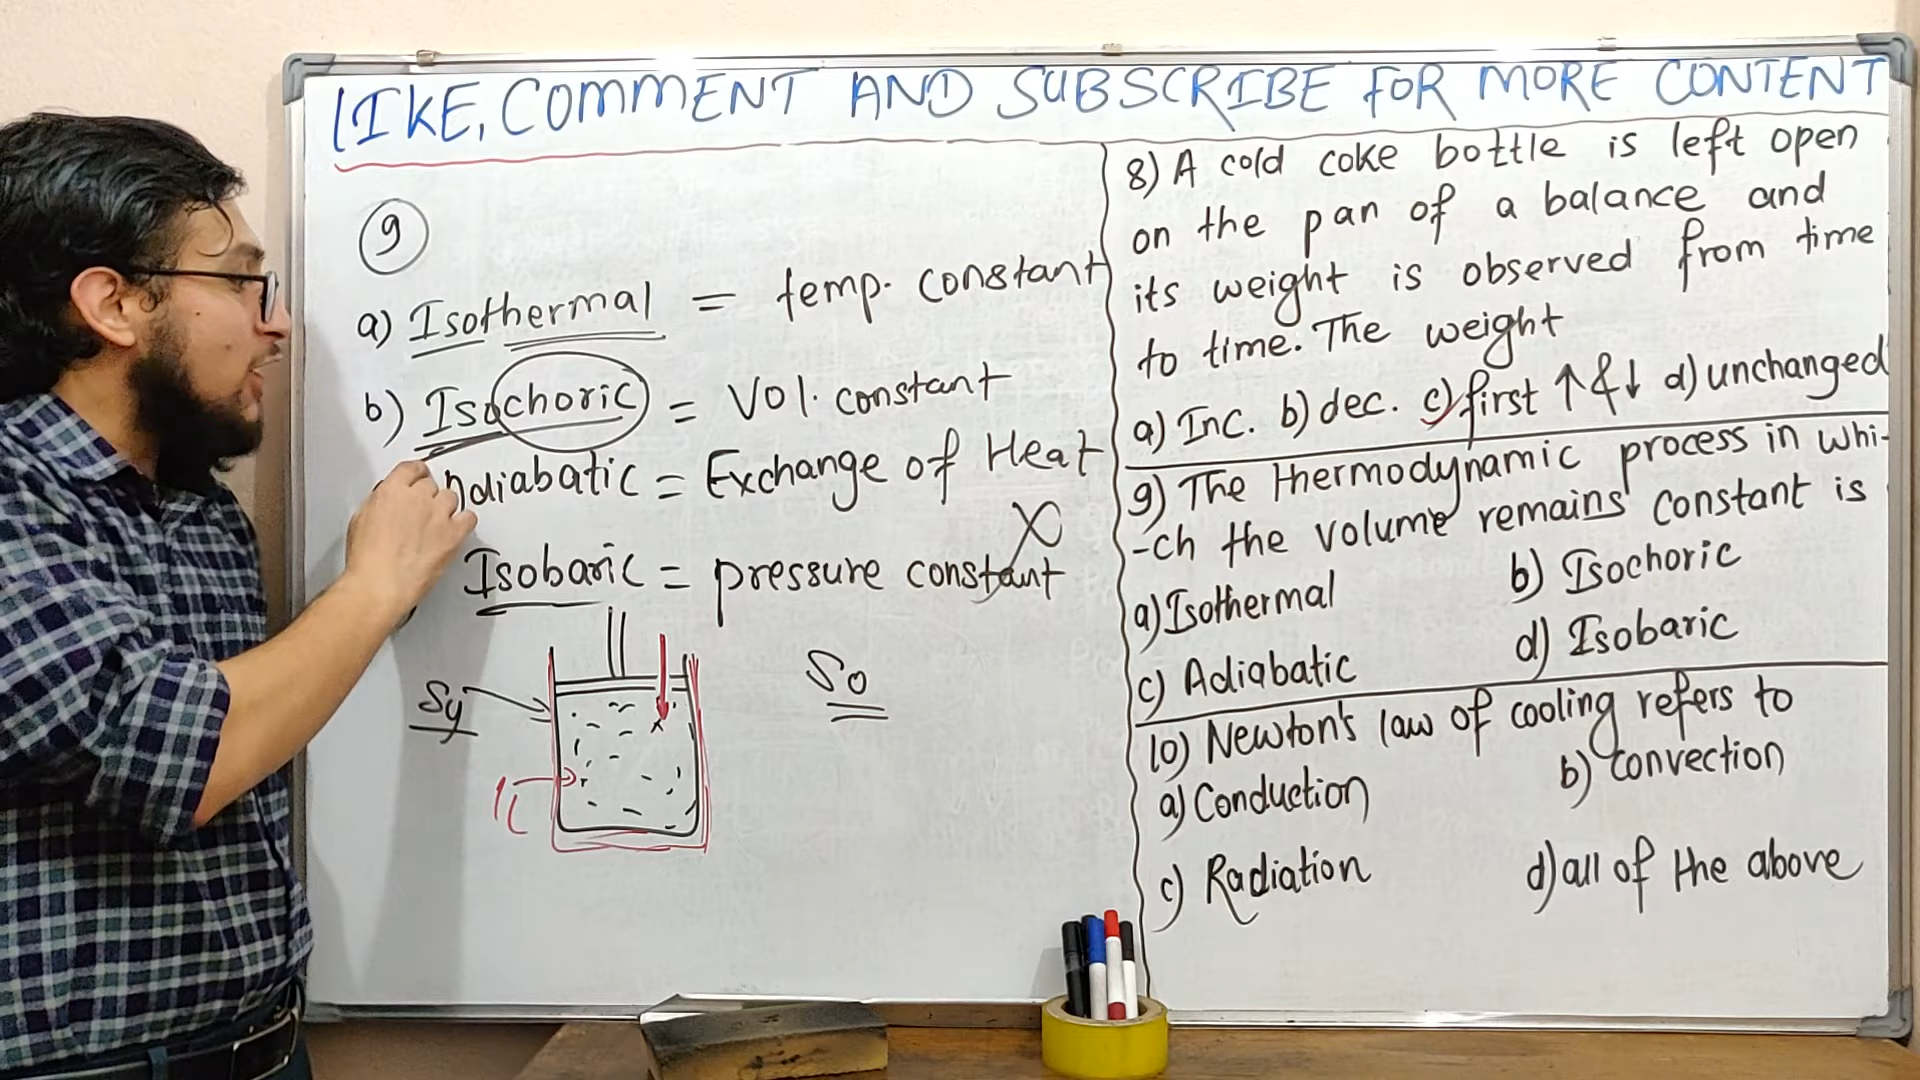 LIKE, COMMENT AND SUBSCRIBE FOR MORE CONTENT
9
a) Isothermal = temp. constant
b) Isochoric = Vol. constant
Adiabatic = Exchange of Heat X
Isobaric = pressure constant
Sy
So
8) A cold coke bottle is left open
on the pan of a balance and
its weight is observed from time
to time. The weight
a) Inc. b) dec. c) first ↑ & ↓ d) unchanged
9) The thermodynamic process in whi-
-ch the volume remains constant is
a) Isothermal b) Isochoric
c) Adiabatic d) Isobaric
10) Newton's law of cooling refers to
a) Conduction b) Convection
c) Radiation d) all of the above